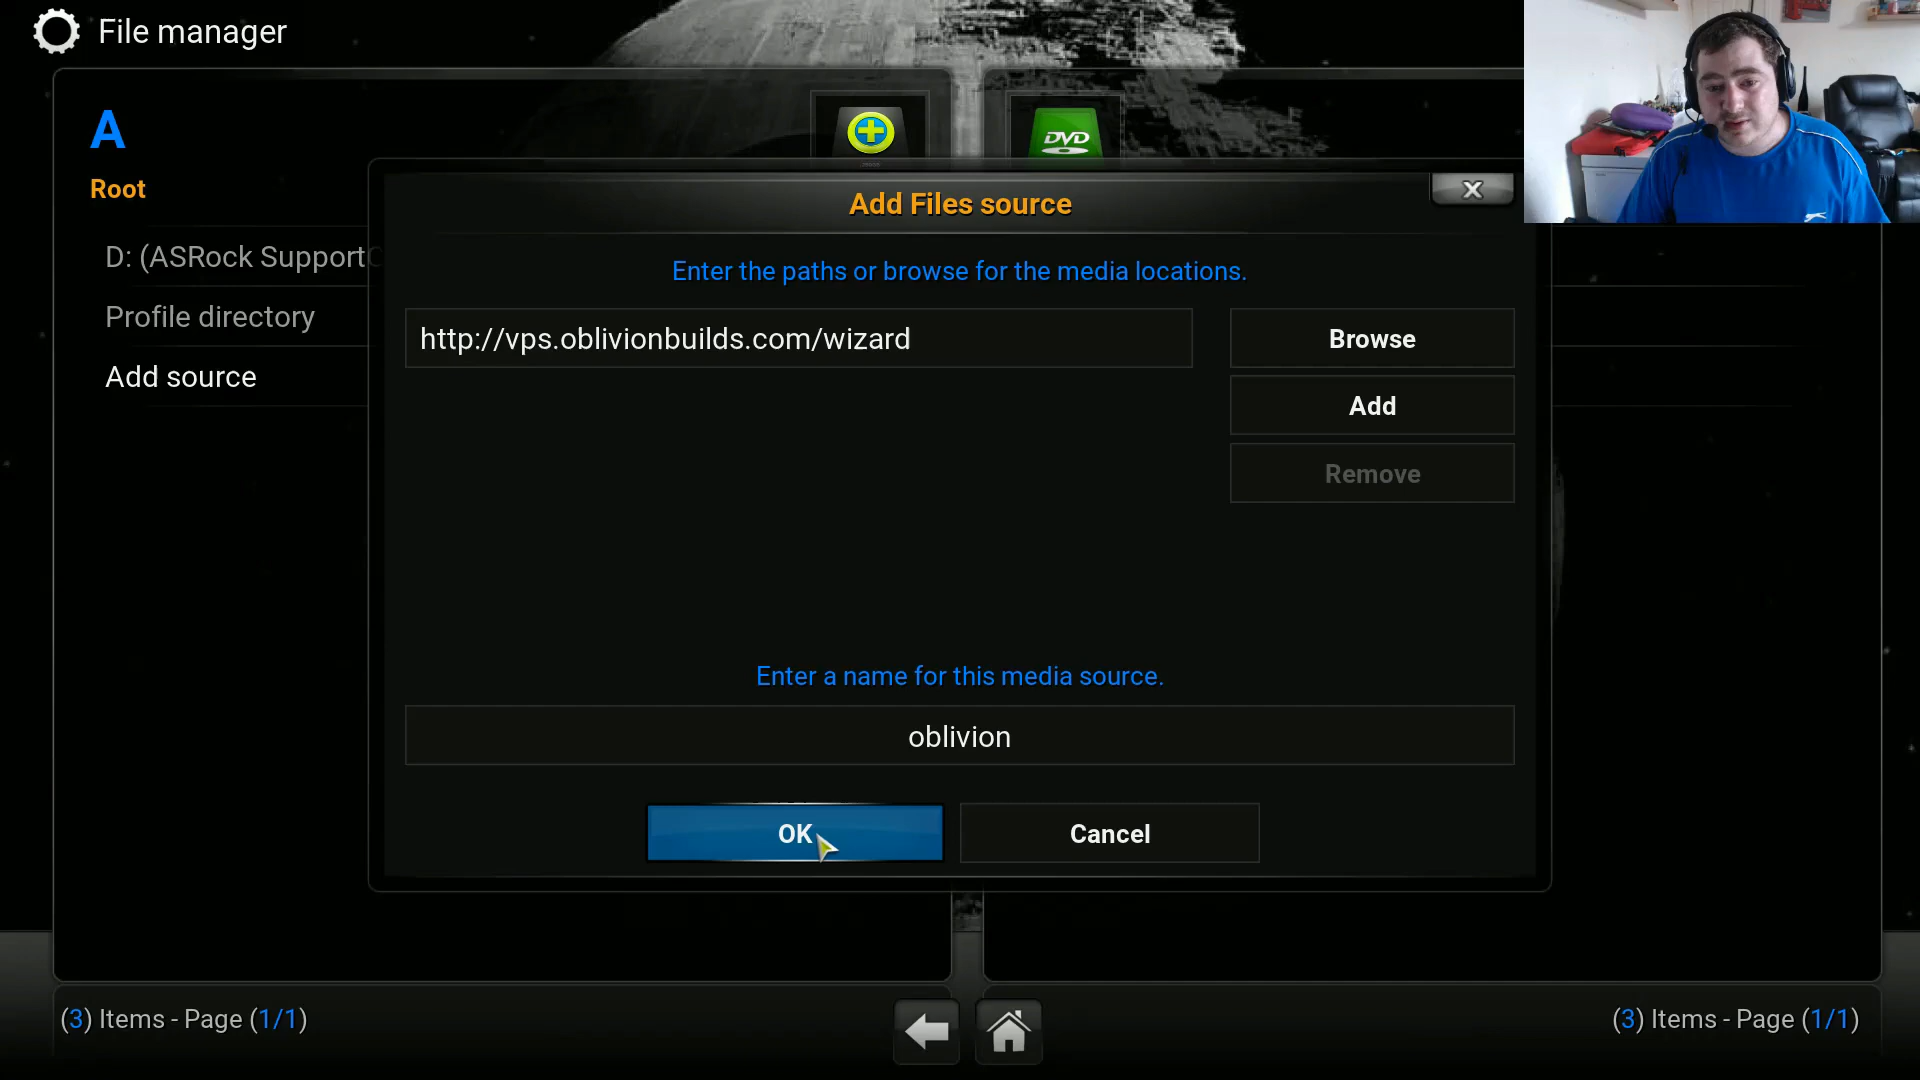 File manager
A
Root
D: (ASRock Support
Profile directory
Add source
DVD
Add Files source
X
Enter the paths or browse for the media locations.
http://vps.oblivionbuilds.com/wizard
Browse
Add
Remove
Enter a name for this media source.
oblivion
OK
Cancel
(3) Items - Page (1/1)
(3) Items - Page (1/1)